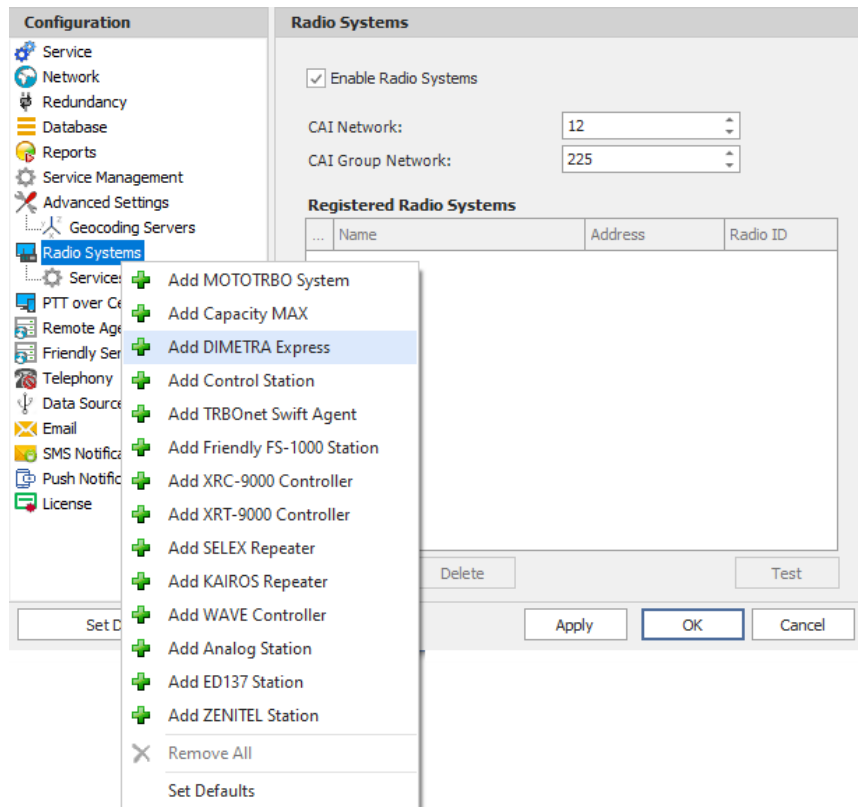 Configuration
Service
Network
Redundancy
Database
Reports
Service Management
Advanced Settings
Geocoding Servers
Radio Systems
Services
PTT over Ce
Remote Age
Friendly Ser
Telephony
Data Source
Email
SMS Notifica
Push Notific
License
Radio Systems
Enable Radio Systems
CAI Network: 12
CAI Group Network: 225
Registered Radio Systems
... Name Address Radio ID
Add MOTOTRBO System
Add Capacity MAX
Add DIMETRA Express
Add Control Station
Add TRBOnet Swift Agent
Add Friendly FS-1000 Station
Add XRC-9000 Controller
Add XRT-9000 Controller
Add SELEX Repeater
Add KAIROS Repeater
Add WAVE Controller
Add Analog Station
Add ED137 Station
Add ZENITEL Station
Remove All
Set Defaults
Delete Test
Set D Apply OK Cancel